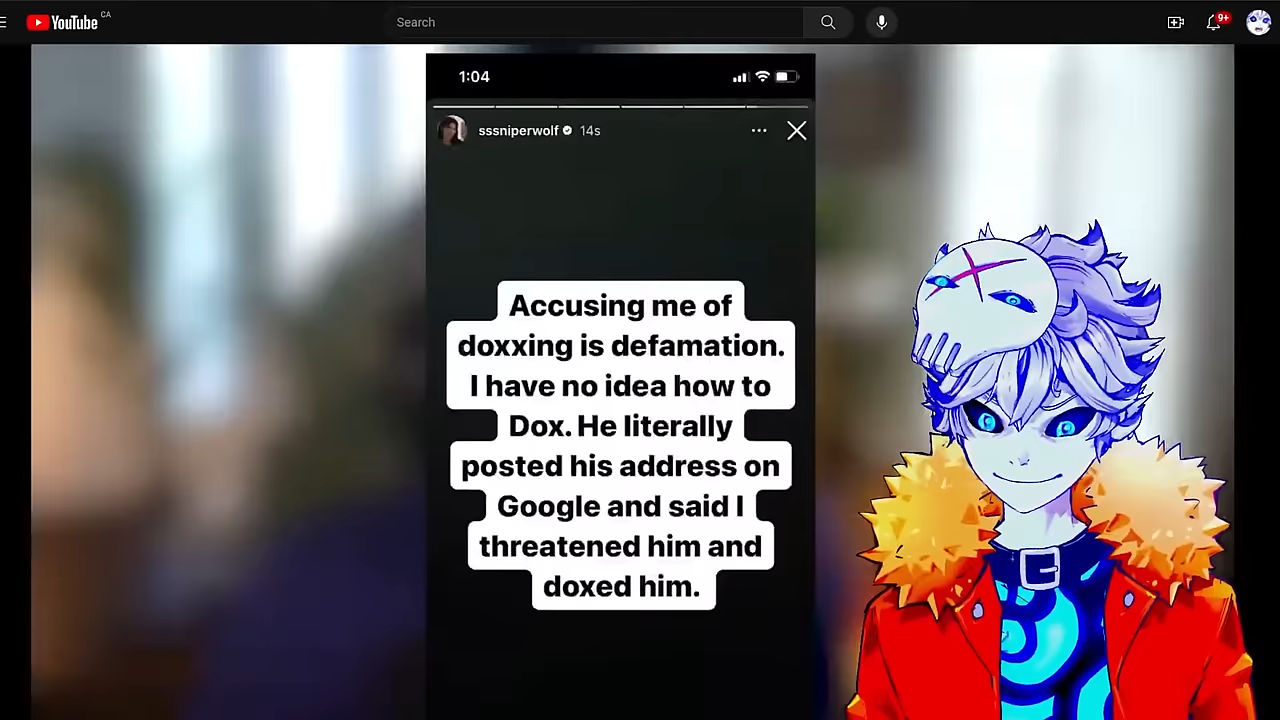 YouTube CA
Search
9+
1:04
sssniperwolf 14s
Accusing me of
doxxing is defamation.
I have no idea how to
Dox. He literally
posted his address on
Google and said I
threatened him and
doxed him.